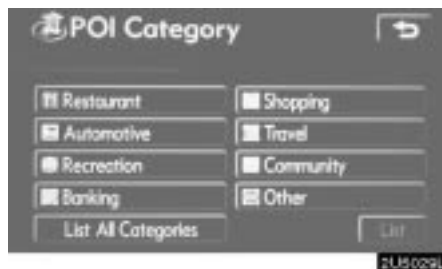 POI Category
Restaurant
Shopping
Automotive
Travel
Recreation
Community
Banking
Other
List All Categories
List
2U5029L